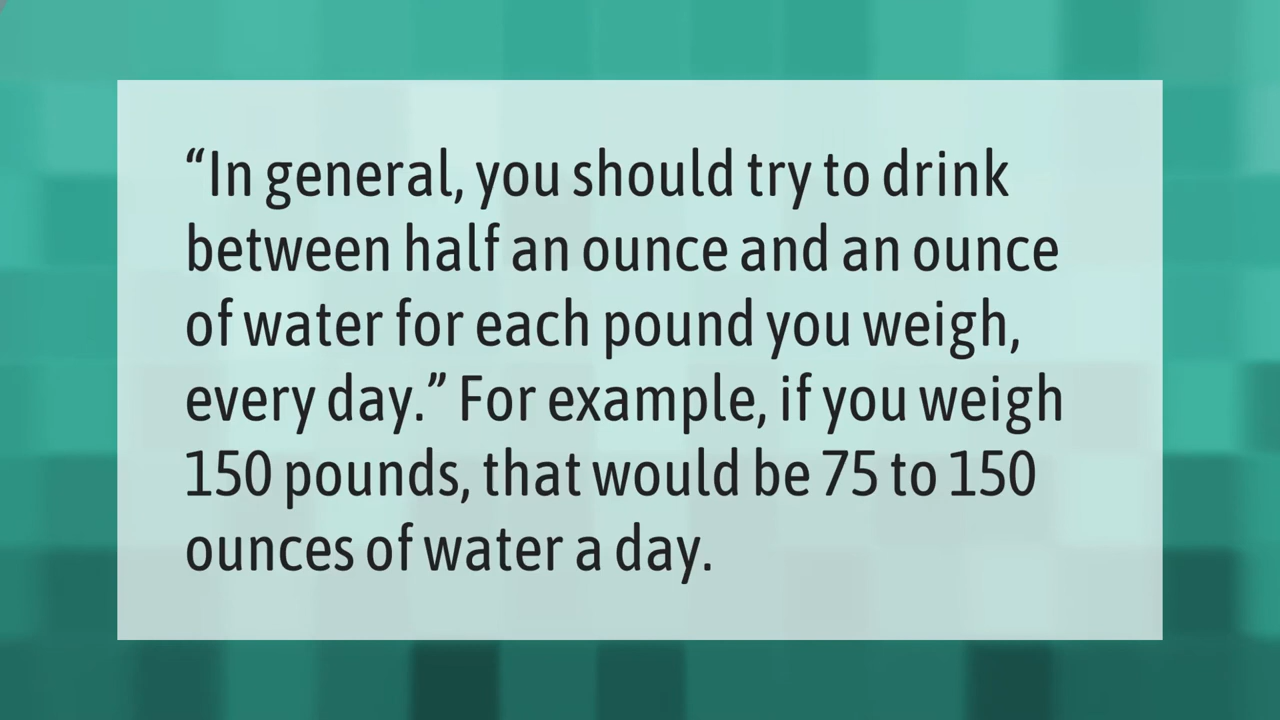 “In general, you should try to drink
between half an ounce and an ounce
of water for each pound you weigh,
every day.” For example, if you weigh
150 pounds, that would be 75 to 150
ounces of water a day.